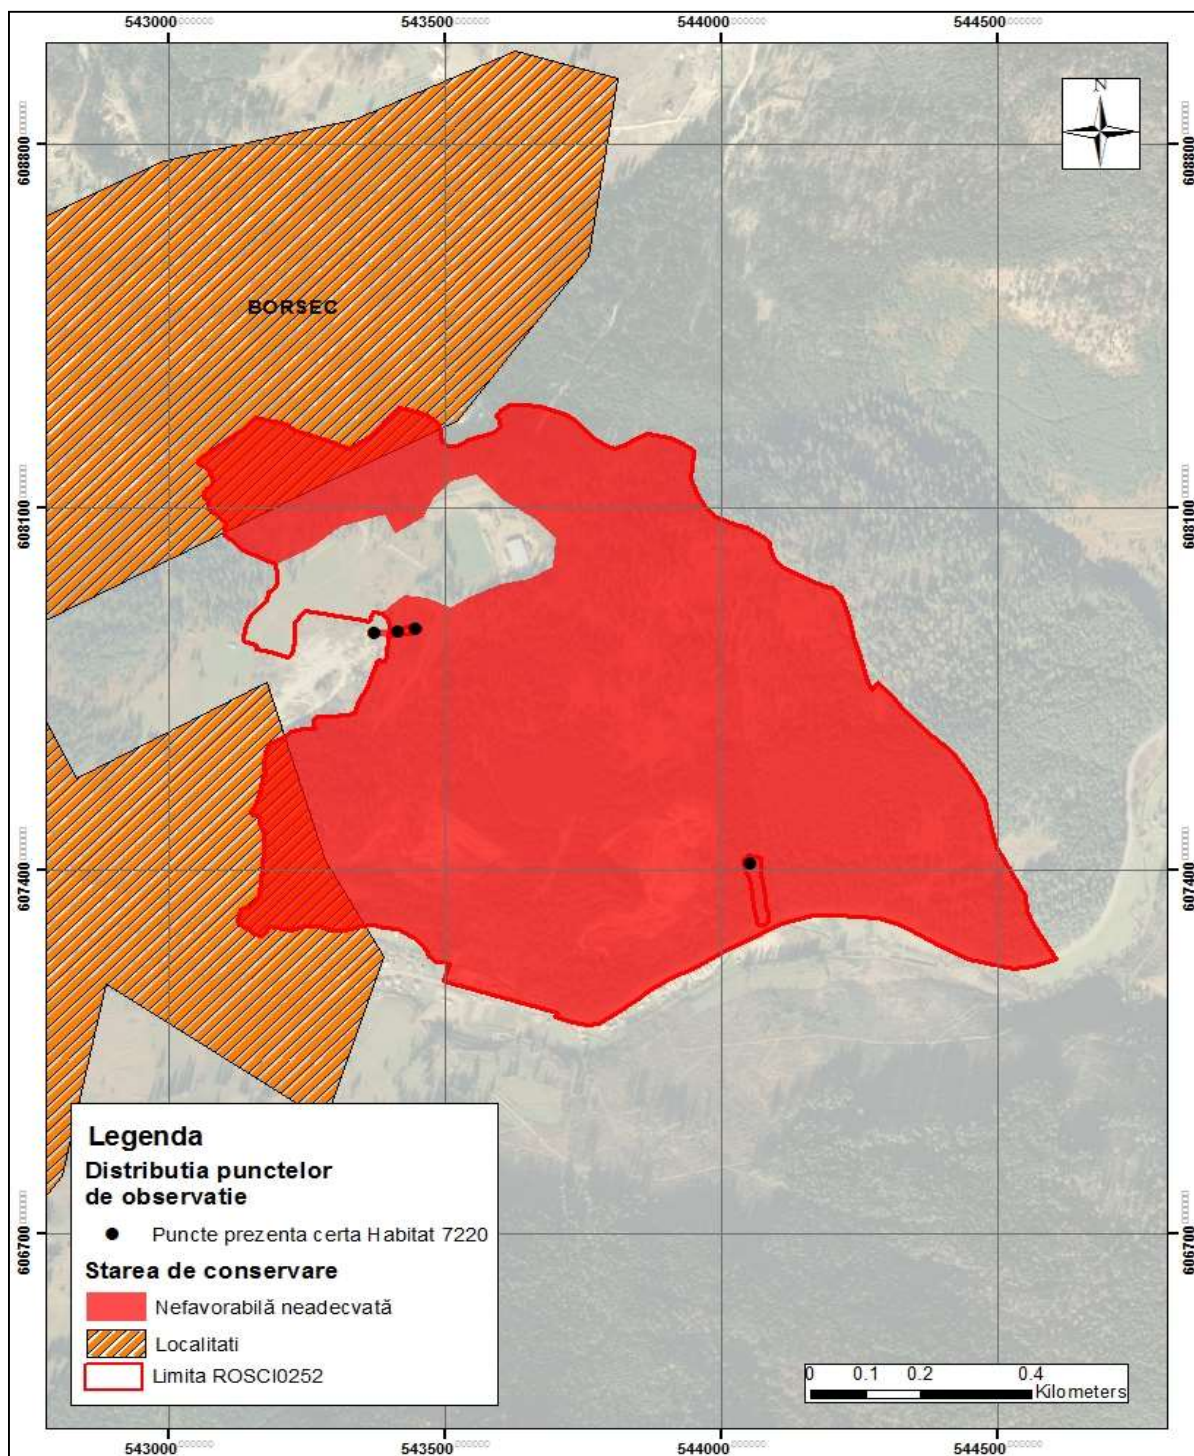 543000 543500 544000 544500
N
608800 608800
BORSEC
608100 608100
607400 607400
606700 606700
Legenda
Distributia punctelor
de observatie
Puncte prezenta certa Habitat 7220
Starea de conservare
Nefavorabilă neadecvată
Localitati
Limita ROSCI0252
0 0.1 0.2 0.4
Kilometers
543000 543500 544000 544500